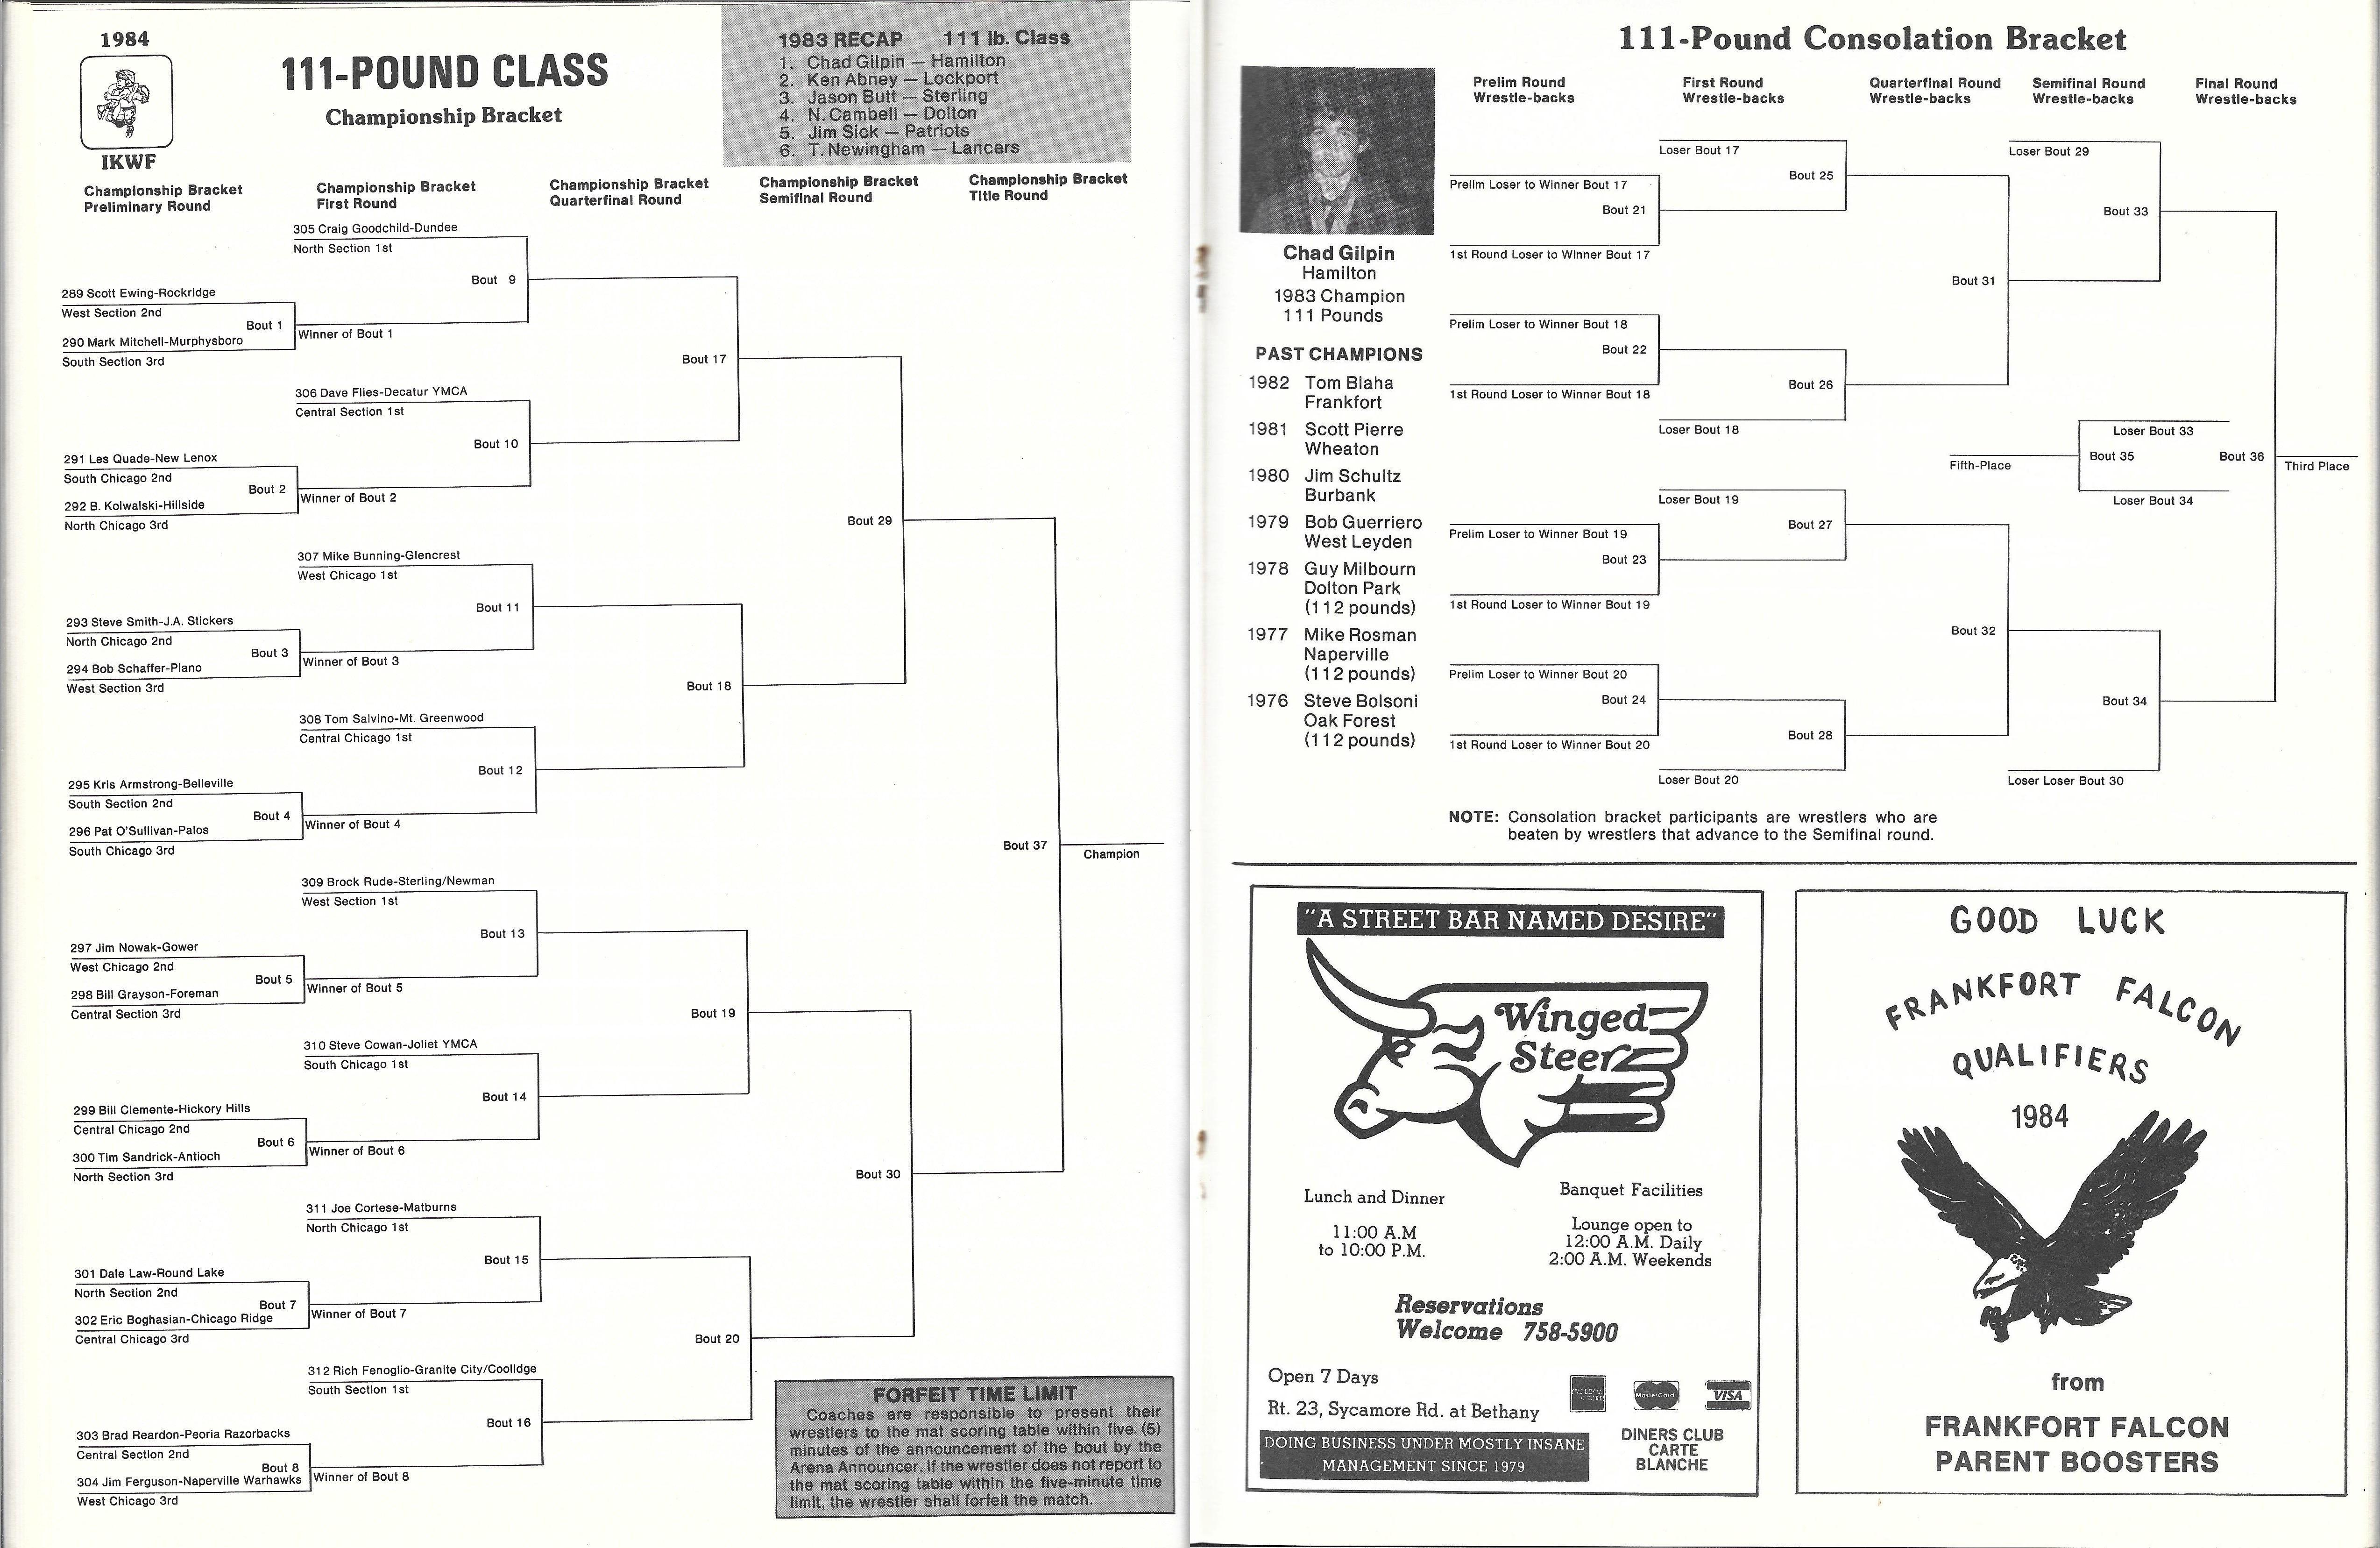 1984
IKWF
111-POUND CLASS
Championship Bracket
1983 RECAP 111 lb. Class
1. Chad Gilpin — Hamilton
2. Ken Abney — Lockport
3. Jason Butt — Sterling
4. N. Cambell — Dolton
5. Jim Sick — Patriots
6. T. Newingham — Lancers
Championship Bracket
Preliminary Round
Championship Bracket
First Round
Championship Bracket
Quarterfinal Round
Championship Bracket
Semifinal Round
Championship Bracket
Title Round
305 Craig Goodchild-Dundee
North Section 1st
Bout 9
289 Scott Ewing-Rockridge
West Section 2nd
Bout 1
Winner of Bout 1
290 Mark Mitchell-Murphysboro
South Section 3rd
Bout 17
306 Dave Flies-Decatur YMCA
Central Section 1st
Bout 10
291 Les Quade-New Lenox
South Chicago 2nd
Bout 2
Winner of Bout 2
292 B. Kolwalski-Hillside
North Chicago 3rd
Bout 29
307 Mike Bunning-Glencrest
West Chicago 1st
Bout 11
293 Steve Smith-J.A. Stickers
North Chicago 2nd
Bout 3
Winner of Bout 3
294 Bob Schaffer-Plano
West Section 3rd
Bout 18
308 Tom Salvino-Mt. Greenwood
Central Chicago 1st
Bout 12
295 Kris Armstrong-Belleville
South Section 2nd
Bout 4
Winner of Bout 4
296 Pat O'Sullivan-Palos
South Chicago 3rd
Bout 37
Champion
309 Brock Rude-Sterling/Newman
West Section 1st
Bout 13
297 Jim Nowak-Gower
West Chicago 2nd
Bout 5
Winner of Bout 5
298 Bill Grayson-Foreman
Central Section 3rd
Bout 19
310 Steve Cowan-Joliet YMCA
South Chicago 1st
Bout 14
299 Bill Clemente-Hickory Hills
Central Chicago 2nd
Bout 6
Winner of Bout 6
300 Tim Sandrick-Antioch
North Section 3rd
Bout 30
311 Joe Cortese-Matburns
North Chicago 1st
Bout 15
301 Dale Law-Round Lake
North Section 2nd
Bout 7
Winner of Bout 7
302 Eric Boghasian-Chicago Ridge
Central Chicago 3rd
Bout 20
312 Rich Fenoglio-Granite City/Coolidge
South Section 1st
Bout 16
303 Brad Reardon-Peoria Razorbacks
Central Section 2nd
Bout 8
Winner of Bout 8
304 Jim Ferguson-Naperville Warhawks
West Chicago 3rd
FORFEIT TIME LIMIT
Coaches are responsible to present their
wrestlers to the mat scoring table within five (5)
minutes of the announcement of the bout by the
Arena Announcer. If the wrestler does not report to
the mat scoring table within the five-minute time
limit, the wrestler shall forfeit the match.
111-Pound Consolation Bracket
Prelim Round
Wrestle-backs
First Round
Wrestle-backs
Quarterfinal Round
Wrestle-backs
Semifinal Round
Wrestle-backs
Final Round
Wrestle-backs
Chad Gilpin
Hamilton
1983 Champion
111 Pounds
PAST CHAMPIONS
1982 Tom Blaha
Frankfort
1981 Scott Pierre
Wheaton
1980 Jim Schultz
Burbank
1979 Bob Guerriero
West Leyden
1978 Guy Milbourn
Dolton Park
(112 pounds)
1977 Mike Rosman
Naperville
(112 pounds)
1976 Steve Bolsoni
Oak Forest
(112 pounds)
Loser Bout 17
Loser Bout 29
Bout 25
Prelim Loser to Winner Bout 17
Bout 21
Bout 33
1st Round Loser to Winner Bout 17
Bout 31
Prelim Loser to Winner Bout 18
Bout 22
Bout 26
1st Round Loser to Winner Bout 18
Loser Bout 18
Loser Bout 33
Fifth-Place
Bout 35
Bout 36
Third Place
Loser Bout 34
Loser Bout 19
Bout 27
Prelim Loser to Winner Bout 19
Bout 23
1st Round Loser to Winner Bout 19
Bout 32
Prelim Loser to Winner Bout 20
Bout 24
Bout 34
Bout 28
1st Round Loser to Winner Bout 20
Loser Bout 20
Loser Loser Bout 30
NOTE: Consolation bracket participants are wrestlers who are
beaten by wrestlers that advance to the Semifinal round.
"A STREET BAR NAMED DESIRE"
Winged
Steer
Lunch and Dinner
11:00 A.M
to 10:00 P.M.
Banquet Facilities
Lounge open to
12:00 A.M. Daily
2:00 A.M. Weekends
Reservations
Welcome 758-5900
Open 7 Days
Rt. 23, Sycamore Rd. at Bethany
MasterCard
VISA
DINERS CLUB
CARTE
BLANCHE
DOING BUSINESS UNDER MOSTLY INSANE
MANAGEMENT SINCE 1979
GOOD LUCK
FRANKFORT FALCON
QUALIFIERS
1984
from
FRANKFORT FALCON
PARENT BOOSTERS